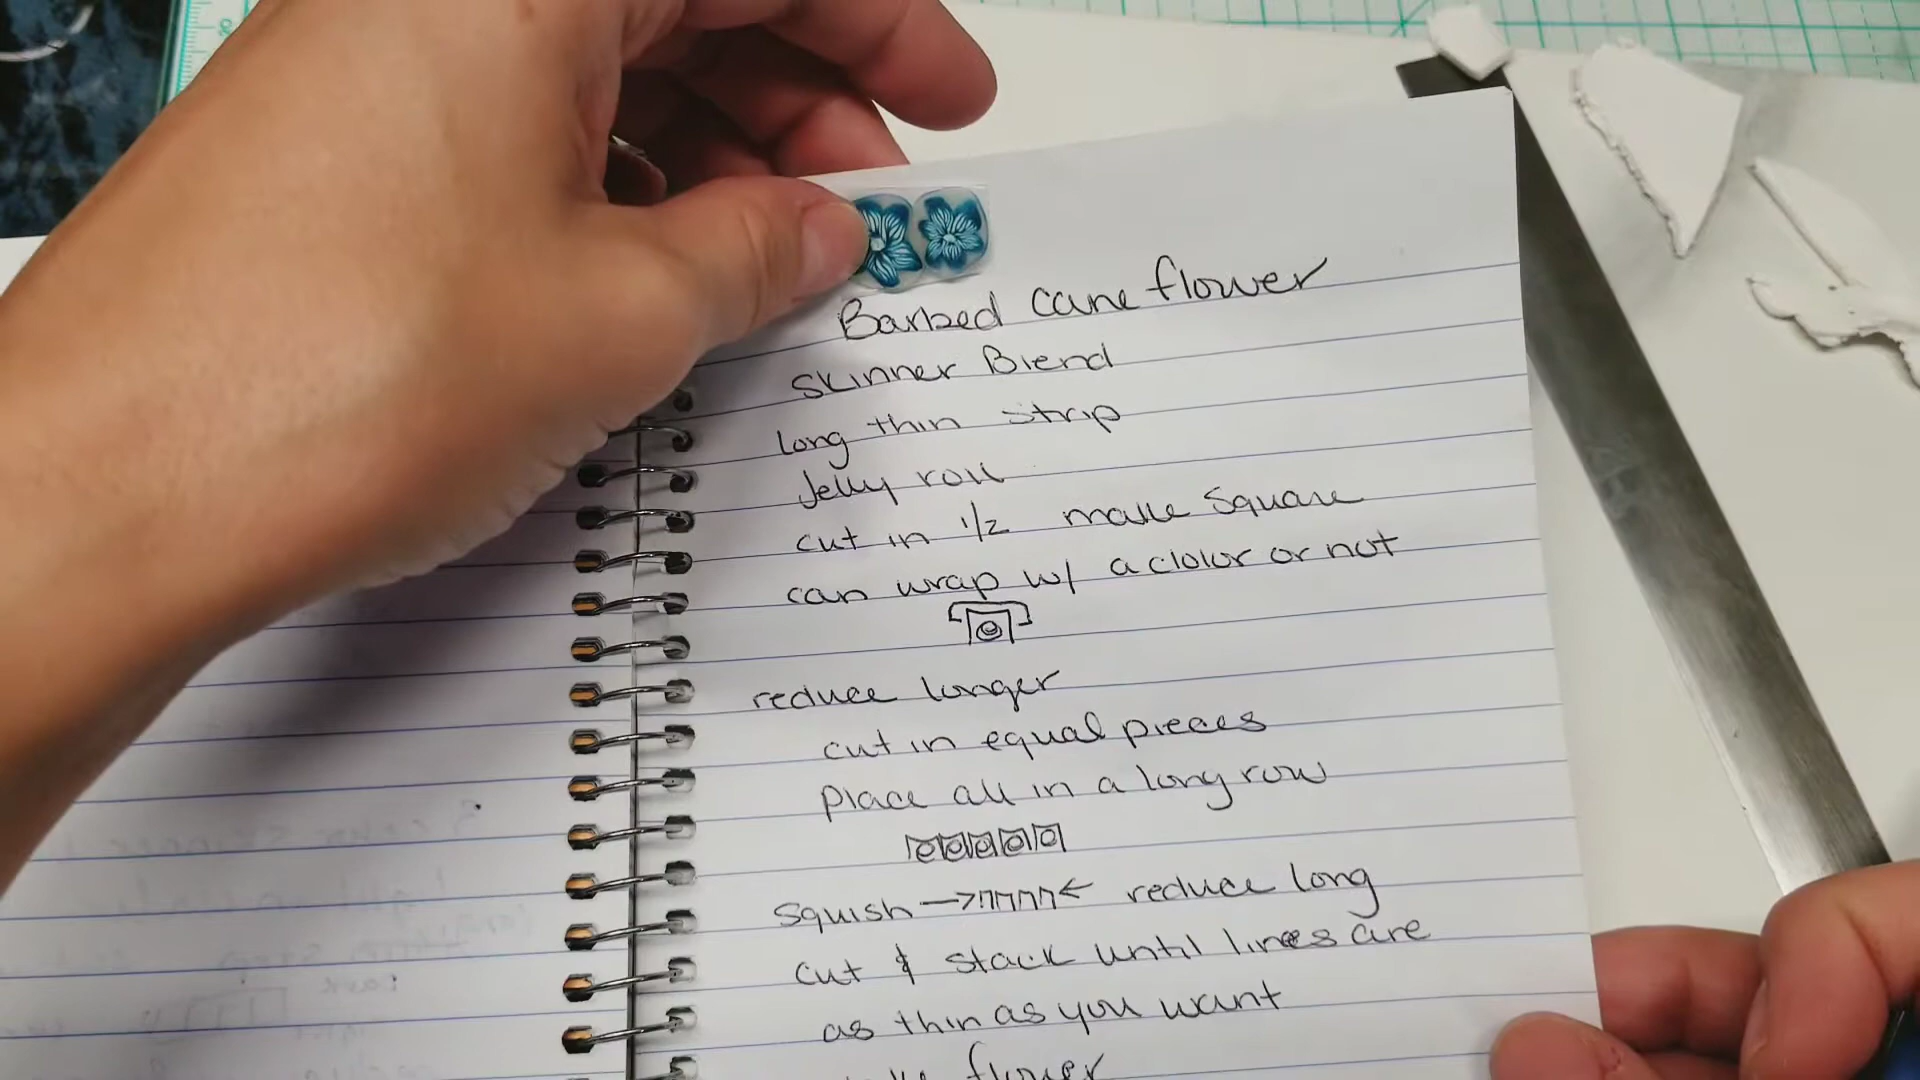 Banzed cane flower
Skinner Blend
long thin strip
Jelly roll
cut in 1/2 make Square
can wrap w/ a clolor or not
reduce longer
cut in equal pieces
place all in a long row
Squish → ← reduce long
cut & stack until lines are
as thin as you want
flower